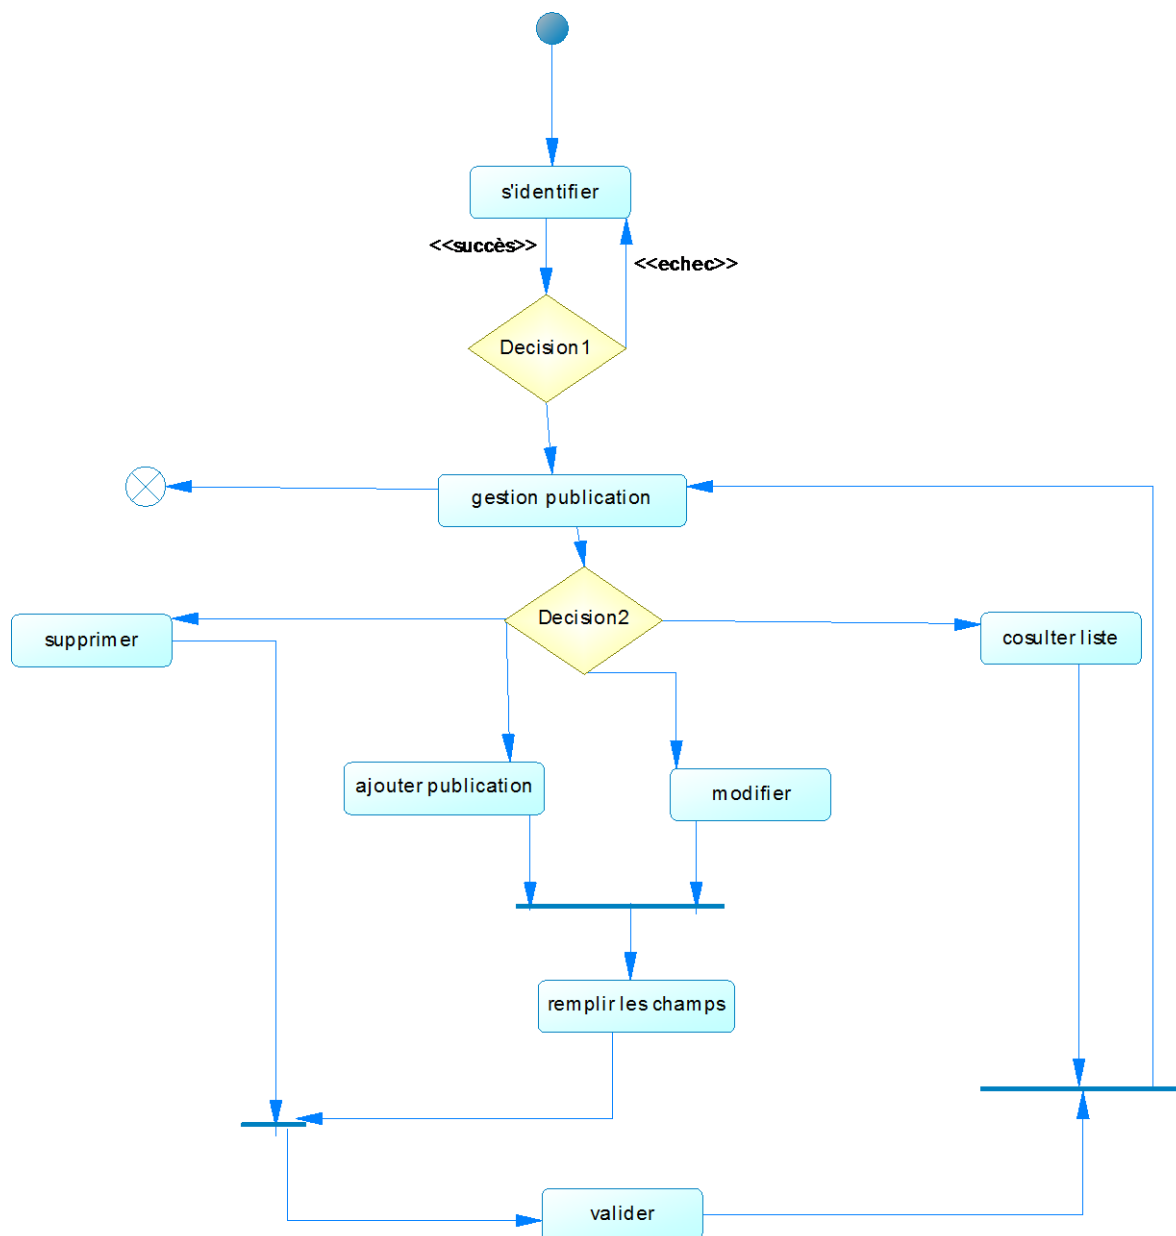 s'identifier
<<succès>>
<<echec>>
Decision1
gestion publication
Decision2
supprimer
cosulter liste
ajouter publication
modifier
remplir les champs
valider